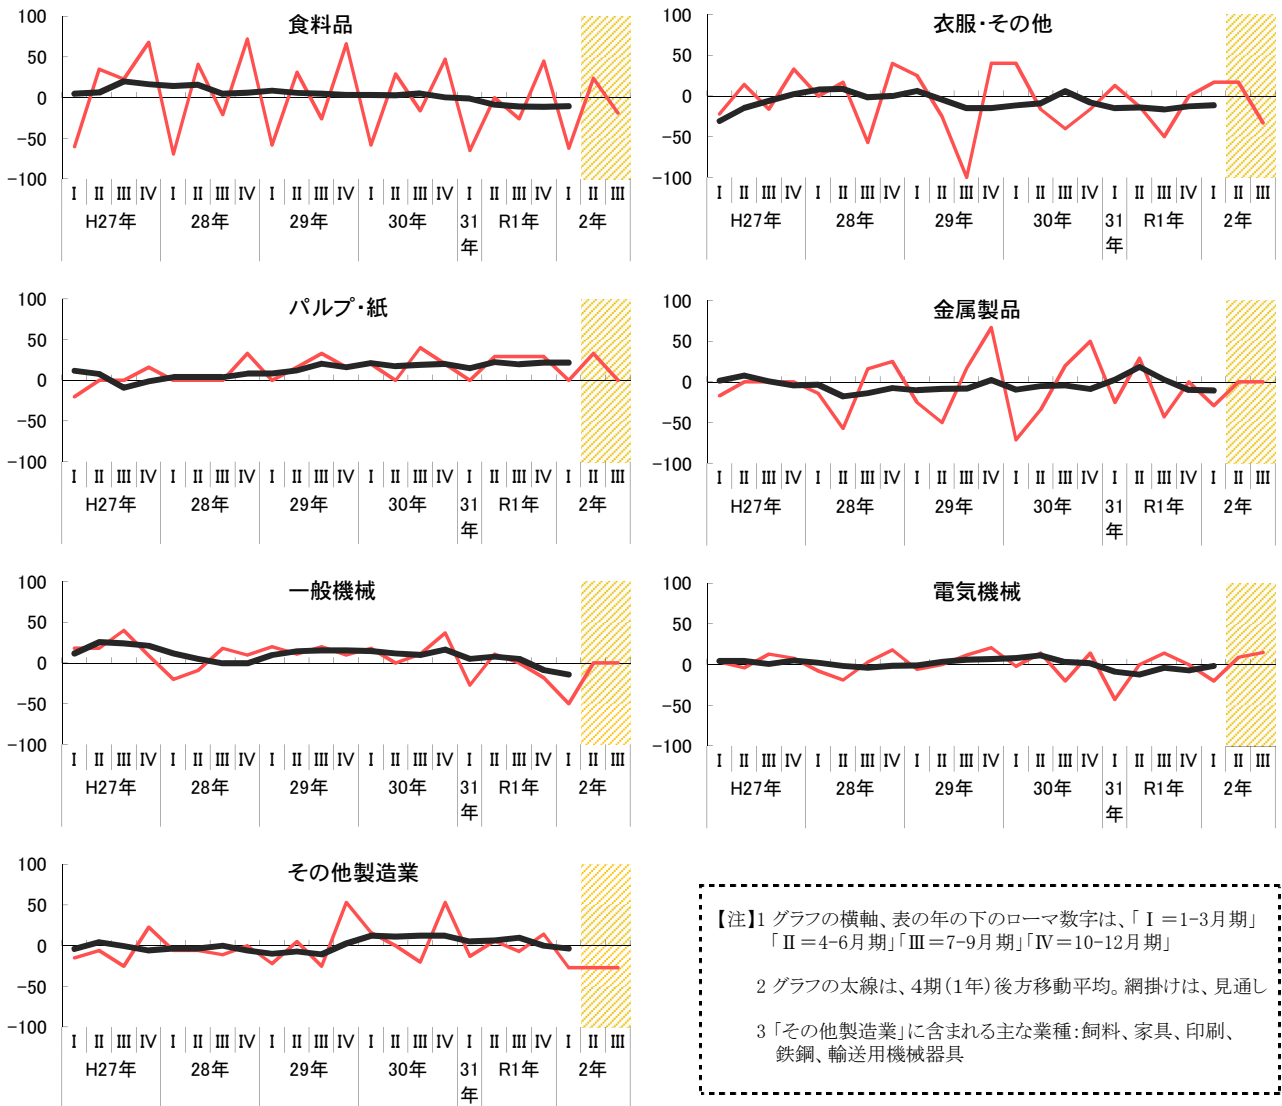 食料品
100
50
0
-50
-100
Ⅰ Ⅱ Ⅲ Ⅳ Ⅰ Ⅱ Ⅲ Ⅳ Ⅰ Ⅱ Ⅲ Ⅳ Ⅰ Ⅱ Ⅲ Ⅳ Ⅰ Ⅱ Ⅲ Ⅳ Ⅰ Ⅱ Ⅲ
H27年 28年 29年 30年 31年 R1年 2年
衣服・その他
100
50
0
-50
-100
Ⅰ Ⅱ Ⅲ Ⅳ Ⅰ Ⅱ Ⅲ Ⅳ Ⅰ Ⅱ Ⅲ Ⅳ Ⅰ Ⅱ Ⅲ Ⅳ Ⅰ Ⅱ Ⅲ Ⅳ Ⅰ Ⅱ Ⅲ
H27年 28年 29年 30年 31年 R1年 2年
パルプ・紙
100
50
0
-50
-100
Ⅰ Ⅱ Ⅲ Ⅳ Ⅰ Ⅱ Ⅲ Ⅳ Ⅰ Ⅱ Ⅲ Ⅳ Ⅰ Ⅱ Ⅲ Ⅳ Ⅰ Ⅱ Ⅲ Ⅳ Ⅰ Ⅱ Ⅲ
H27年 28年 29年 30年 31年 R1年 2年
金属製品
100
50
0
-50
-100
Ⅰ Ⅱ Ⅲ Ⅳ Ⅰ Ⅱ Ⅲ Ⅳ Ⅰ Ⅱ Ⅲ Ⅳ Ⅰ Ⅱ Ⅲ Ⅳ Ⅰ Ⅱ Ⅲ Ⅳ Ⅰ Ⅱ Ⅲ
H27年 28年 29年 30年 31年 R1年 2年
一般機械
100
50
0
-50
-100
Ⅰ Ⅱ Ⅲ Ⅳ Ⅰ Ⅱ Ⅲ Ⅳ Ⅰ Ⅱ Ⅲ Ⅳ Ⅰ Ⅱ Ⅲ Ⅳ Ⅰ Ⅱ Ⅲ Ⅳ Ⅰ Ⅱ Ⅲ
H27年 28年 29年 30年 31年 R1年 2年
電気機械
100
50
0
-50
-100
Ⅰ Ⅱ Ⅲ Ⅳ Ⅰ Ⅱ Ⅲ Ⅳ Ⅰ Ⅱ Ⅲ Ⅳ Ⅰ Ⅱ Ⅲ Ⅳ Ⅰ Ⅱ Ⅲ Ⅳ Ⅰ Ⅱ Ⅲ
H27年 28年 29年 30年 31年 R1年 2年
その他製造業
100
50
0
-50
-100
Ⅰ Ⅱ Ⅲ Ⅳ Ⅰ Ⅱ Ⅲ Ⅳ Ⅰ Ⅱ Ⅲ Ⅳ Ⅰ Ⅱ Ⅲ Ⅳ Ⅰ Ⅱ Ⅲ Ⅳ Ⅰ Ⅱ Ⅲ
H27年 28年 29年 30年 31年 R1年 2年
【注】1 グラフの横軸、表の年の下のローマ数字は、「Ⅰ=1-3月期」
「Ⅱ=4-6月期」「Ⅲ=7-9月期」「Ⅳ=10-12月期」
2 グラフの太線は、4期(1年)後方移動平均。網掛けは、見通し
3 「その他製造業」に含まれる主な業種:飼料、家具、印刷、
鉄鋼、輸送用機械器具